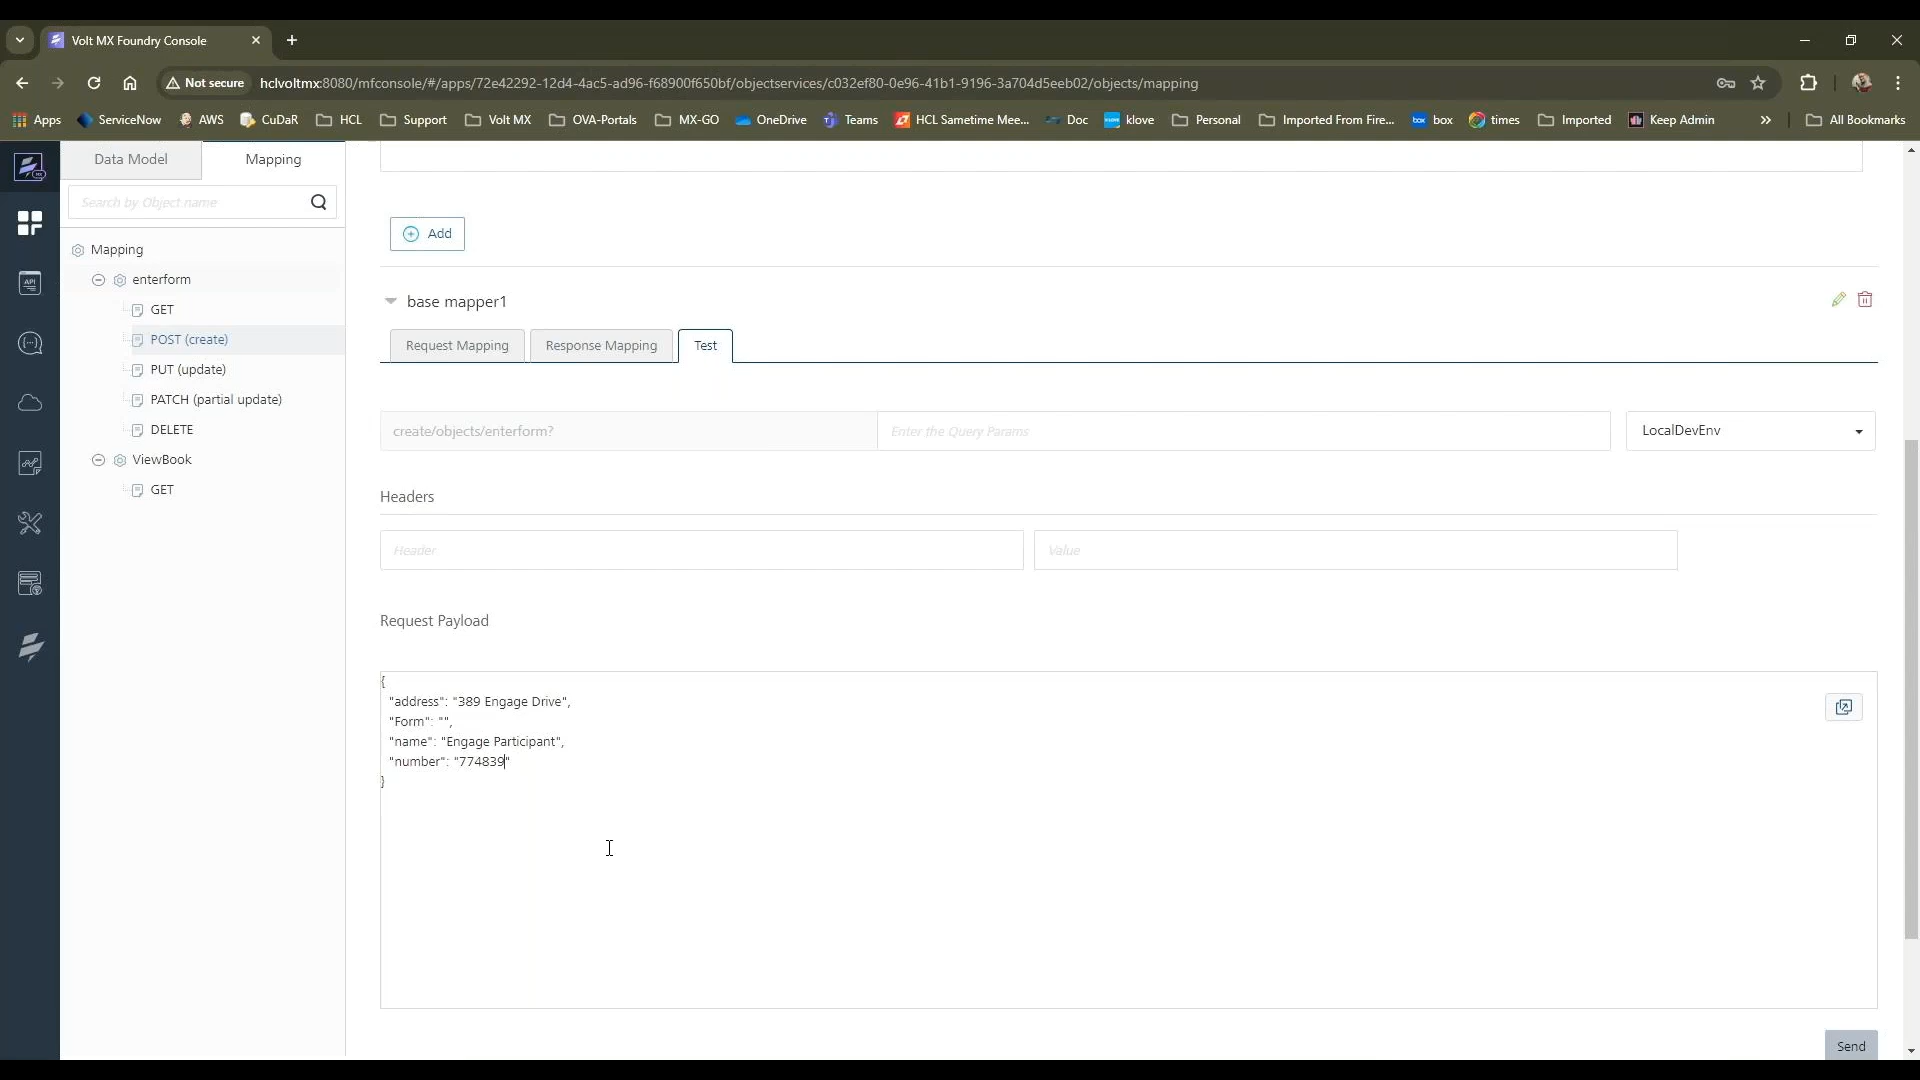 Volt MX Foundry Console
Not secure
hclvoltmx:8080/mfconsole/#/apps/72e42292-12d4-4ac5-ad96-f68900f650bf/objectservices/c032ef80-0e96-41b1-9196-3a704d5eeb02/objects/mapping
Apps ServiceNow AWS CuDaR HCL Support Volt MX OVA-Portals MX-GO OneDrive Teams HCL Sametime Mee... Doc klove Personal Imported From Fire... box times Imported Keep Admin » All Bookmarks
Data Model Mapping
Search by Object name
Mapping
enterform
GET
POST (create)
PUT (update)
PATCH (partial update)
DELETE
ViewBook
GET
Add
base mapper1
Request Mapping Response Mapping Test
create/objects/enterform? Enter the Query Params LocalDevEnv
Headers
Header Value
Request Payload
{
"address": "389 Engage Drive",
"Form": "",
"name": "Engage Participant",
"number": "774839"
}
Send